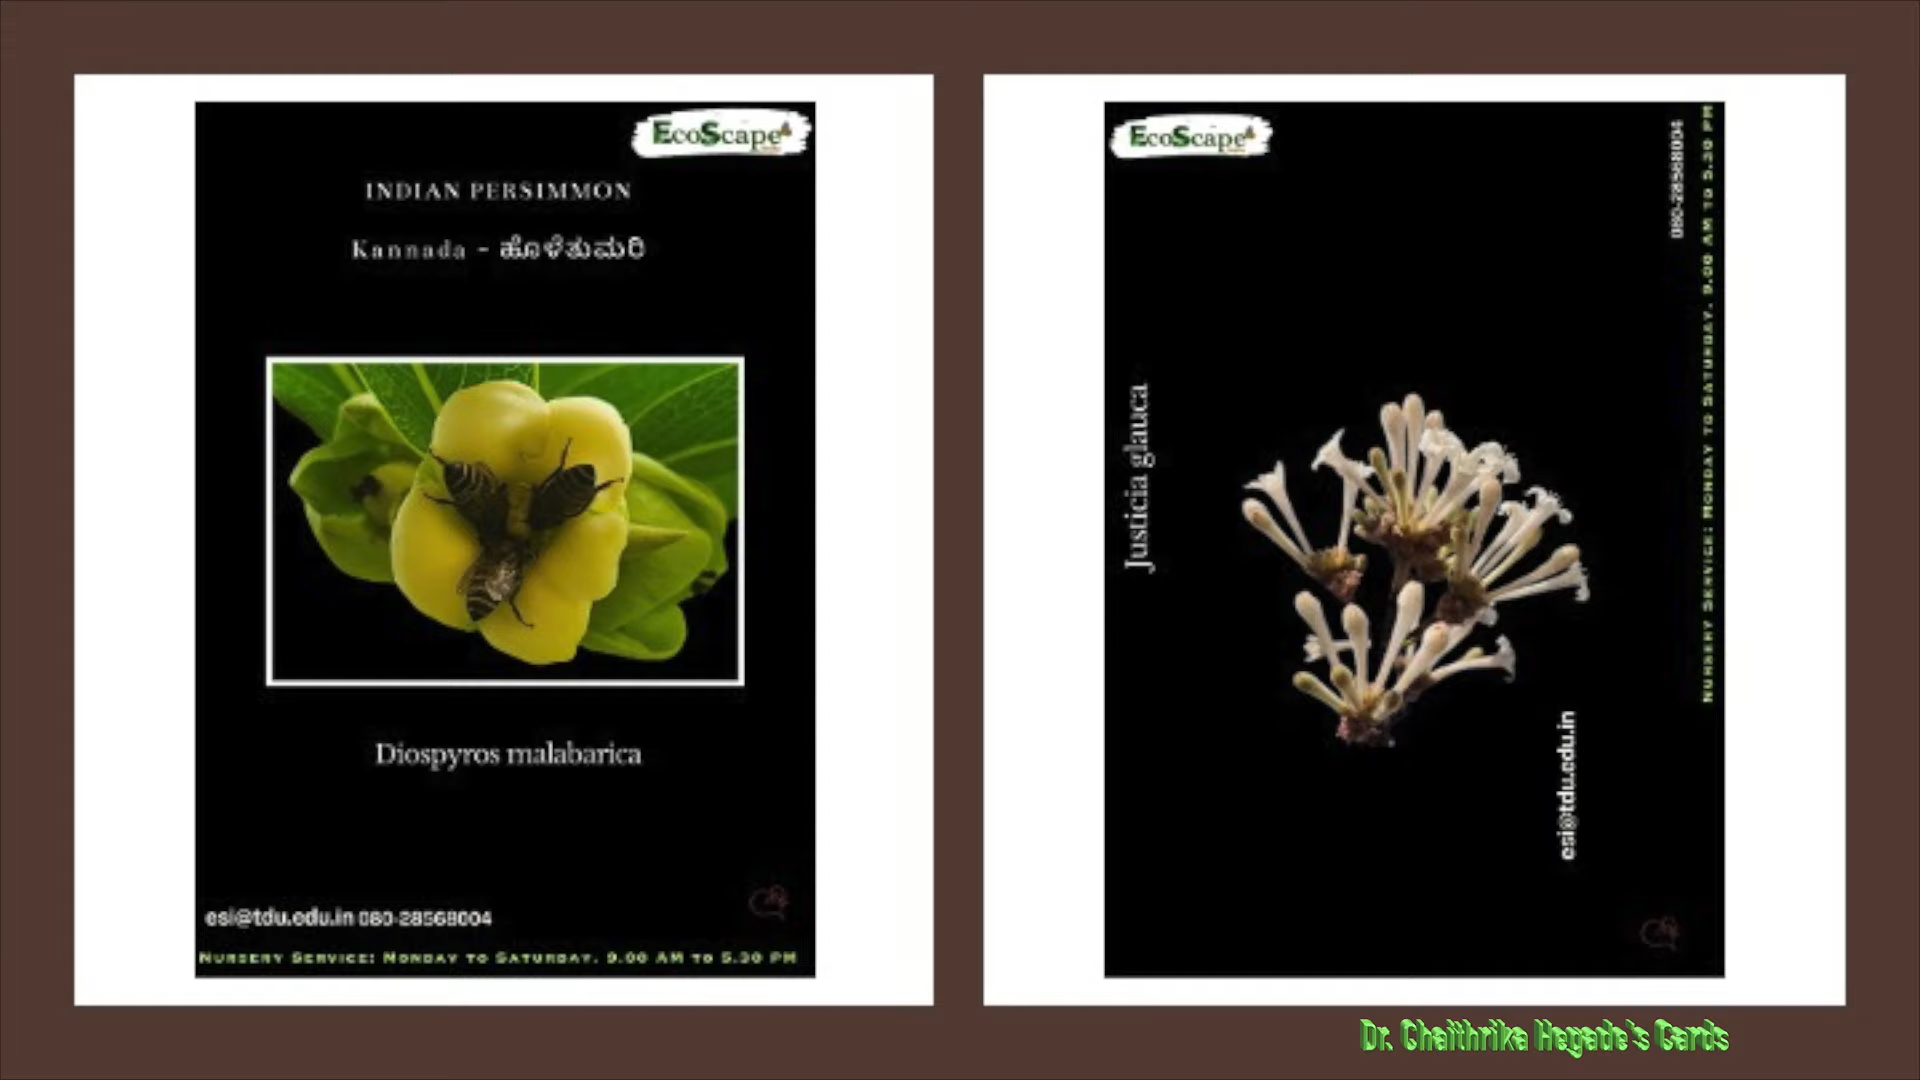 EcoScape
INDIAN PERSIMMON
Kannada - ಹೊಳೆತುಮರಿ
Diospyros malabarica
esi@tdu.edu.in 080-28568004
NURSERY SERVICE: MONDAY TO SATURDAY. 9.00 AM TO 5.30 PM
EcoScape
Justicia glauca
esi@tdu.edu.in
080-28568004
NURSERY SERVICE: MONDAY TO SATURDAY. 9.00 AM TO 5.30 PM
Dr. Chaithrika Hegade's Cards